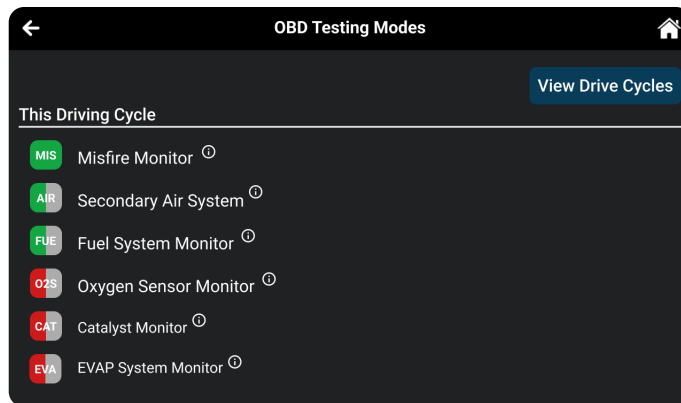 OBD Testing Modes
View Drive Cycles
This Driving Cycle
MIS Misfire Monitor
AIR Secondary Air System
FUE Fuel System Monitor
O2S Oxygen Sensor Monitor
CAT Catalyst Monitor
EVA EVAP System Monitor